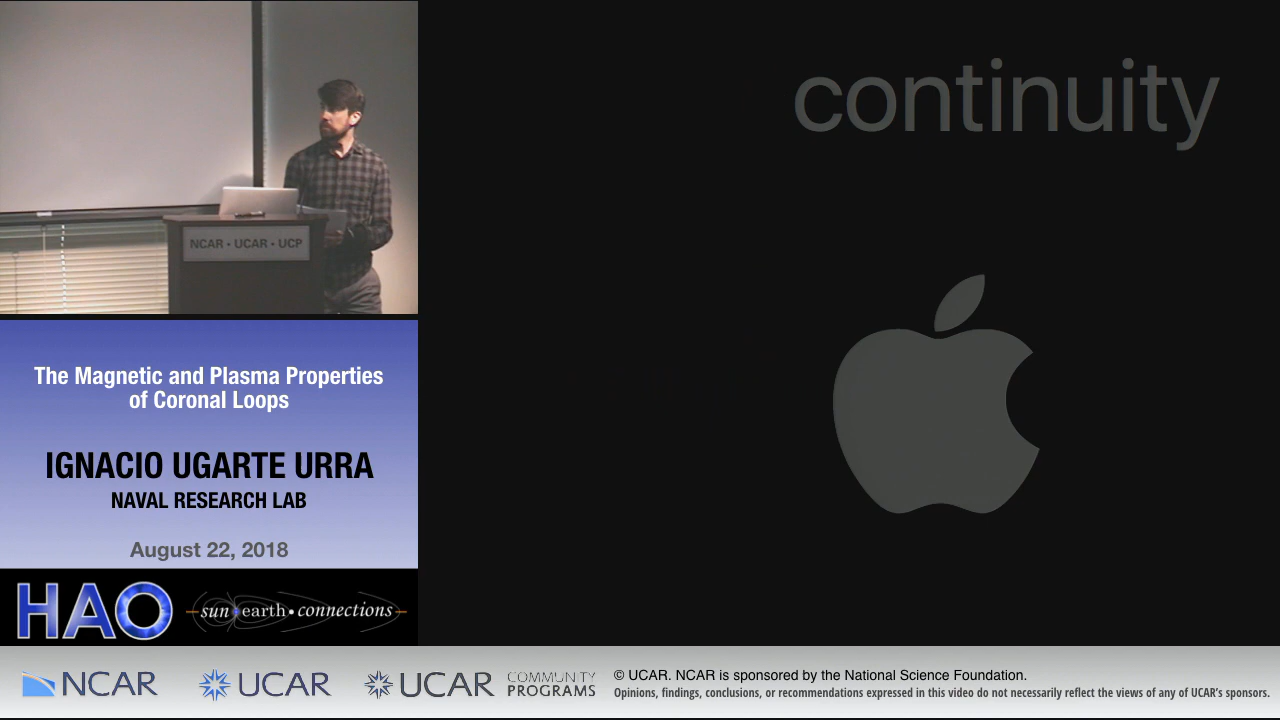 continuity
NCAR • UCAR • UCP
The Magnetic and Plasma Properties
of Coronal Loops
IGNACIO UGARTE URRA
NAVAL RESEARCH LAB
August 22, 2018
HAO
sun•earth•connections
NCAR
UCAR
UCAR
COMMUNITY
PROGRAMS
© UCAR. NCAR is sponsored by the National Science Foundation.
Opinions, findings, conclusions, or recommendations expressed in this video do not necessarily reflect the views of any of UCAR's sponsors.